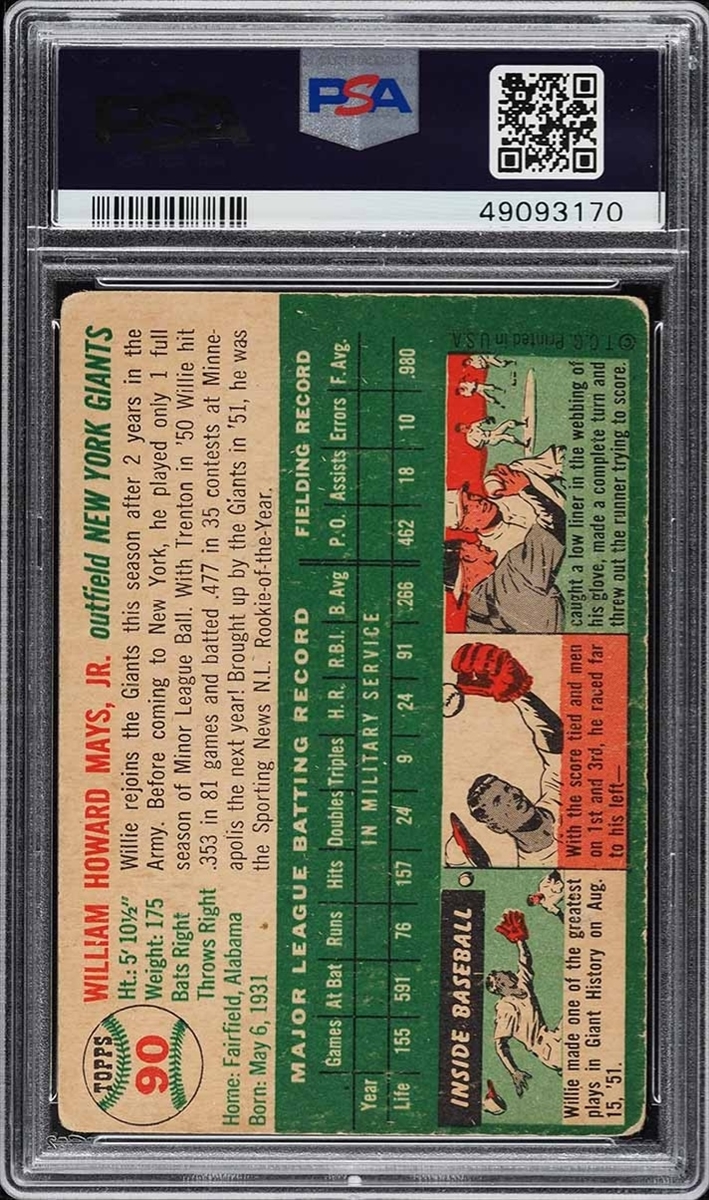 PSA
49093170
TOPPS
90
WILLIAM HOWARD MAYS, JR. outfield NEW YORK GIANTS
Ht.: 5' 10½"
Weight: 175
Bats Right
Throws Right
Home: Fairfield, Alabama
Born: May 6, 1931
Willie rejoins the Giants this season after 2 years in the
Army. Before coming to New York, he played only 1 full
season of Minor League Ball. With Trenton in '50 Willie hit
.353 in 81 games and batted .477 in 35 contests at Minne-
apolis the next year! Brought up by the Giants in '51, he was
the Sporting News N.L. Rookie-of-the-Year.
MAJOR LEAGUE BATTING RECORD FIELDING RECORD
Games At Bat Runs Hits Doubles Triples H.R. R.B.I. B. Avg P.O. Assists Errors F. Avg.
Year IN MILITARY SERVICE
Life 155 591 76 157 24 9 24 91 .266 462 18 10 .980
INSIDE BASEBALL
Willie made one of the greatest
plays in Giant History on Aug.
15, '51.
With the score tied and men
on 1st and 3rd, he raced far
to his left—
caught a low liner in the webbing of
his glove, made a complete turn and
threw out the runner trying to score.
© T.C.G. Printed in U.S.A.